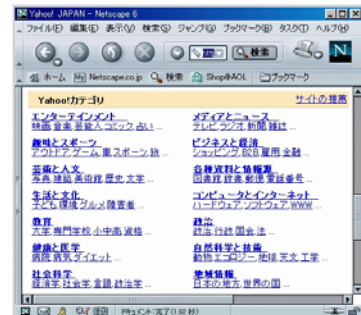 Yahoo! JAPAN - Netscape 6
ファイル(F) 編集(E) 表示(V) 検索(S) ジャンプ(G) ブックマーク(B) タスク(T) ヘルプ(H)
検索
ホーム My Netscape.co.jp 検索 Shop@AOL ブックマーク
Yahoo!カテゴリ サイトの推薦
エンターテインメント
映画, 音楽, 芸能人, コミック, 占い ...
メディアとニュース
テレビ, ラジオ, 新聞, 雑誌 ...
趣味とスポーツ
アウトドア, ゲーム, 車, スポーツ, 旅 ...
ビジネスと経済
ショッピング, B2B, 雇用, 金融 ...
芸術と人文
写真, 建築, 美術館, 歴史, 文学 ...
各種資料と情報源
図書館, 辞書, 郵便, 電話番号 ...
生活と文化
子ども, 環境, グルメ, 障害者 ...
コンピュータとインターネット
ハードウェア, ソフトウェア, WWW ...
教育
大学, 専門学校, 小中高, 資格 ...
政治
政治, 行政, 国会, 法 ...
健康と医学
病院, 病気, ダイエット ...
自然科学と技術
動物, エコロジー, 地球, 天文, 工学 ...
社会科学
経済学, 社会学, 言語, 政治学 ...
地域情報
日本の地方, 世界の国 ...
ドキュメント: 完了